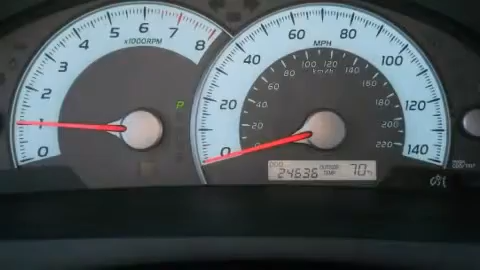 0 1 2 3 4 5 6 7 8
x1000RPM
P
0 20 40 60 80 100 120 140
MPH
0 20 40 60 80 100 120 140 160 180 200 220
km/h
ODO 24636 OUTSIDE TEMP 70